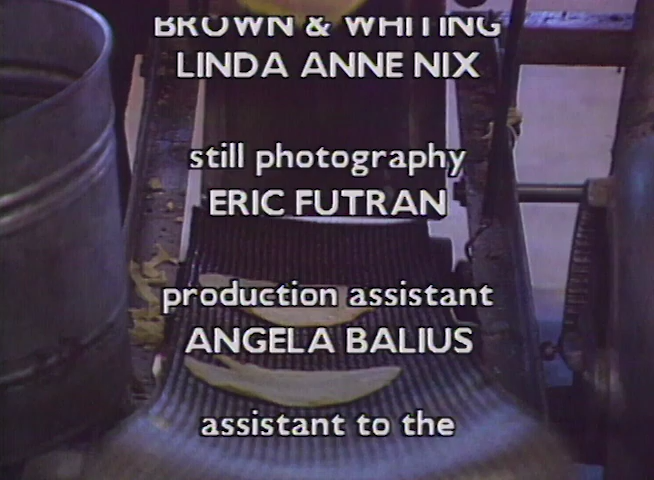 BROWN & WHITING
LINDA ANNE NIX
still photography
ERIC FUTRAN
production assistant
ANGELA BALIUS
assistant to the